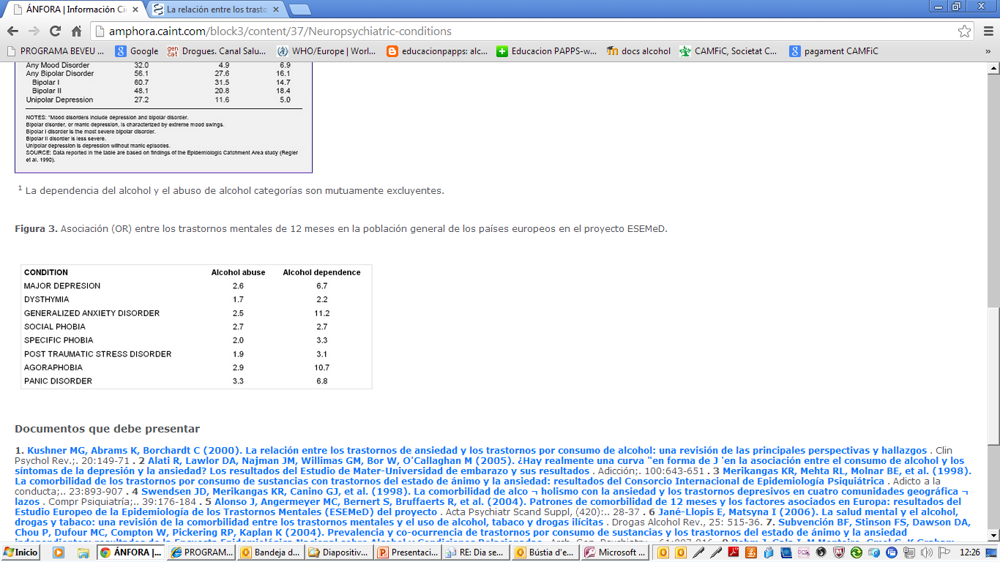 ÁNFORA | Información Ci
La relación entre los trasto
amphora.caint.com/block3/content/37/Neuropsychiatric-conditions
PROGRAMA BEVEU ... Google gen cat Drogues. Canal Salu... WHO/Europe | Worl... educacionpapps: alc... Educacion PAPPS-w... docs alcohol CAMFiC, Societat C... pagament CAMFiC »
Any Mood Disorder 32.0 4.9 6.9
Any Bipolar Disorder 56.1 27.6 16.1
Bipolar I 60.7 31.5 14.7
Bipolar II 48.1 20.8 18.4
Unipolar Depression 27.2 11.6 5.0
NOTES: *Mood disorders include depression and bipolar disorder.
Bipolar disorder, or manic depression, is characterized by extreme mood swings.
Bipolar I disorder is the most severe bipolar disorder.
Bipolar II disorder is less severe.
Unipolar depression is depression without manic episodes.
SOURCE: Data reported in the table are based on findings of the Epidemiologic Catchment Area study (Regier
et al. 1990).
1 La dependencia del alcohol y el abuso de alcohol categorías son mutuamente excluyentes.
Figura 3. Asociación (OR) entre los trastornos mentales de 12 meses en la población general de los países europeos en el proyecto ESEMeD.
CONDITION Alcohol abuse Alcohol dependence
MAJOR DEPRESION 2.6 6.7
DYSTHYMIA 1.7 2.2
GENERALIZED ANXIETY DISORDER 2.5 11.2
SOCIAL PHOBIA 2.7 2.7
SPECIFIC PHOBIA 2.0 3.3
POST TRAUMATIC STRESS DISORDER 1.9 3.1
AGORAPHOBIA 2.9 10.7
PANIC DISORDER 3.3 6.8
Documentos que debe presentar
1. Kushner MG, Abrams K, Borchardt C (2000). La relación entre los trastornos de ansiedad y los trastornos por consumo de alcohol: una revisión de las principales perspectivas y hallazgos . Clin
Psychol Rev.;. 20:149-71 . 2 Alati R, Lawlor DA, Najman JM, Willimas GM, Bor W, O'Callaghan M (2005). ¿Hay realmente una curva "en forma de J 'en la asociación entre el consumo de alcohol y los
síntomas de la depresión y la ansiedad? Los resultados del Estudio de Mater-Universidad de embarazo y sus resultados . Adicción;. 100:643-651 . 3 Merikangas KR, Mehta RL, Molnar BE, et al. (1998).
La comorbilidad de los trastornos por consumo de sustancias con trastornos del estado de ánimo y la ansiedad: resultados del Consorcio Internacional de Epidemiología Psiquiátrica . Adicto a la
conducta;.. 23:893-907 . 4 Swendsen JD, Merikangas KR, Canino GJ, et al. (1998). La comorbilidad de alco ¬ holismo con la ansiedad y los trastornos depresivos en cuatro comunidades geográfica ¬
lazos . Compr Psiquiatría;.. 39:176-184 . 5 Alonso J, Angermeyer MC, Bernert S, Bruffaerts R, et al. (2004). Patrones de comorbilidad de 12 meses y los factores asociados en Europa: resultados del
Estudio Europeo de la Epidemiología de los Trastornos Mentales (ESEMeD) del proyecto . Acta Psychiatr Scand Suppl, (420):.. 28-37 . 6 Jané-Llopis E, Matsyna I (2006). La salud mental y el alcohol,
drogas y tabaco: una revisión de la comorbilidad entre los trastornos mentales y el uso de alcohol, tabaco y drogas ilícitas . Drogas Alcohol Rev., 25: 515-36. 7. Subvención BF, Stinson FS, Dawson DA,
Chou P, Dufour MC, Compton W, Pickering RP, Kaplan K (2004). Prevalencia y co-ocurrencia de trastornos por consumo de sustancias y los trastornos del estado de ánimo y la ansiedad
Inicio ÁNFORA |... PROGRAM... Bandeja d... Diapositiv... Presentaci... RE: Dia se... Bústia d'e... Microsoft ... 12:26